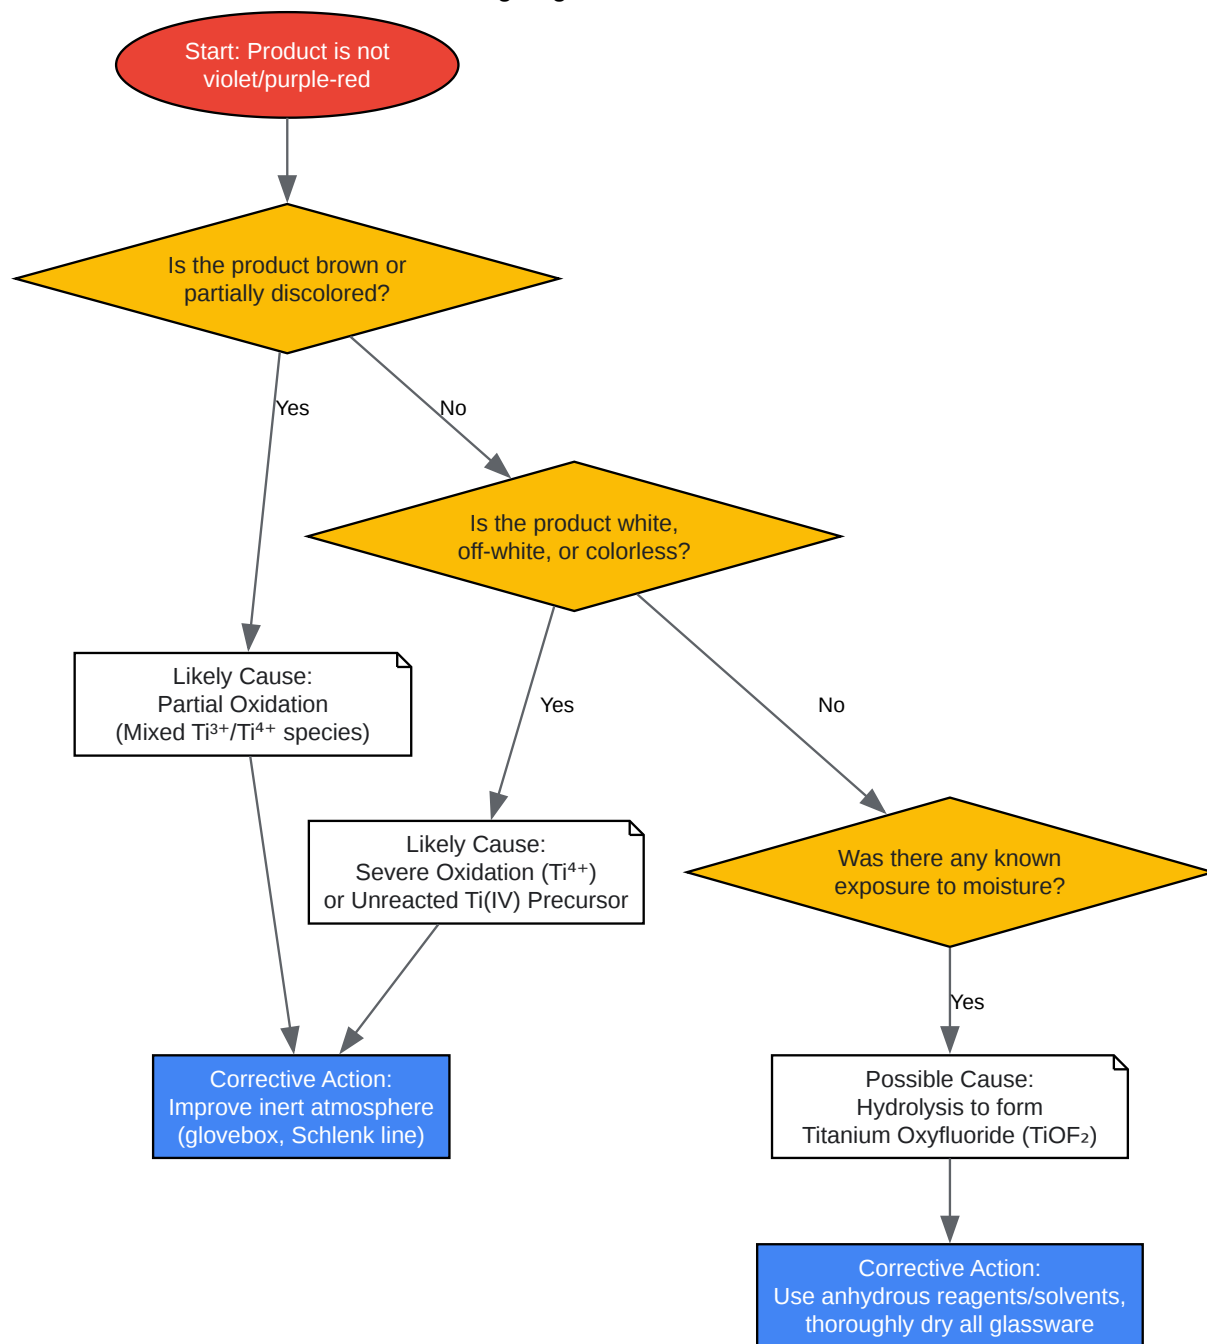 Start: Product is not
violet/purple-red
Is the product brown or
partially discolored?
Yes
No
Is the product white,
off-white, or colorless?
Likely Cause:
Partial Oxidation
(Mixed Ti³⁺/Ti⁴⁺ species)
Yes
No
Likely Cause:
Severe Oxidation (Ti⁴⁺)
or Unreacted Ti(IV) Precursor
Was there any known
exposure to moisture?
Yes
Corrective Action:
Improve inert atmosphere
(glovebox, Schlenk line)
Possible Cause:
Hydrolysis to form
Titanium Oxyfluoride (TiOF₂)
Corrective Action:
Use anhydrous reagents/solvents,
thoroughly dry all glassware